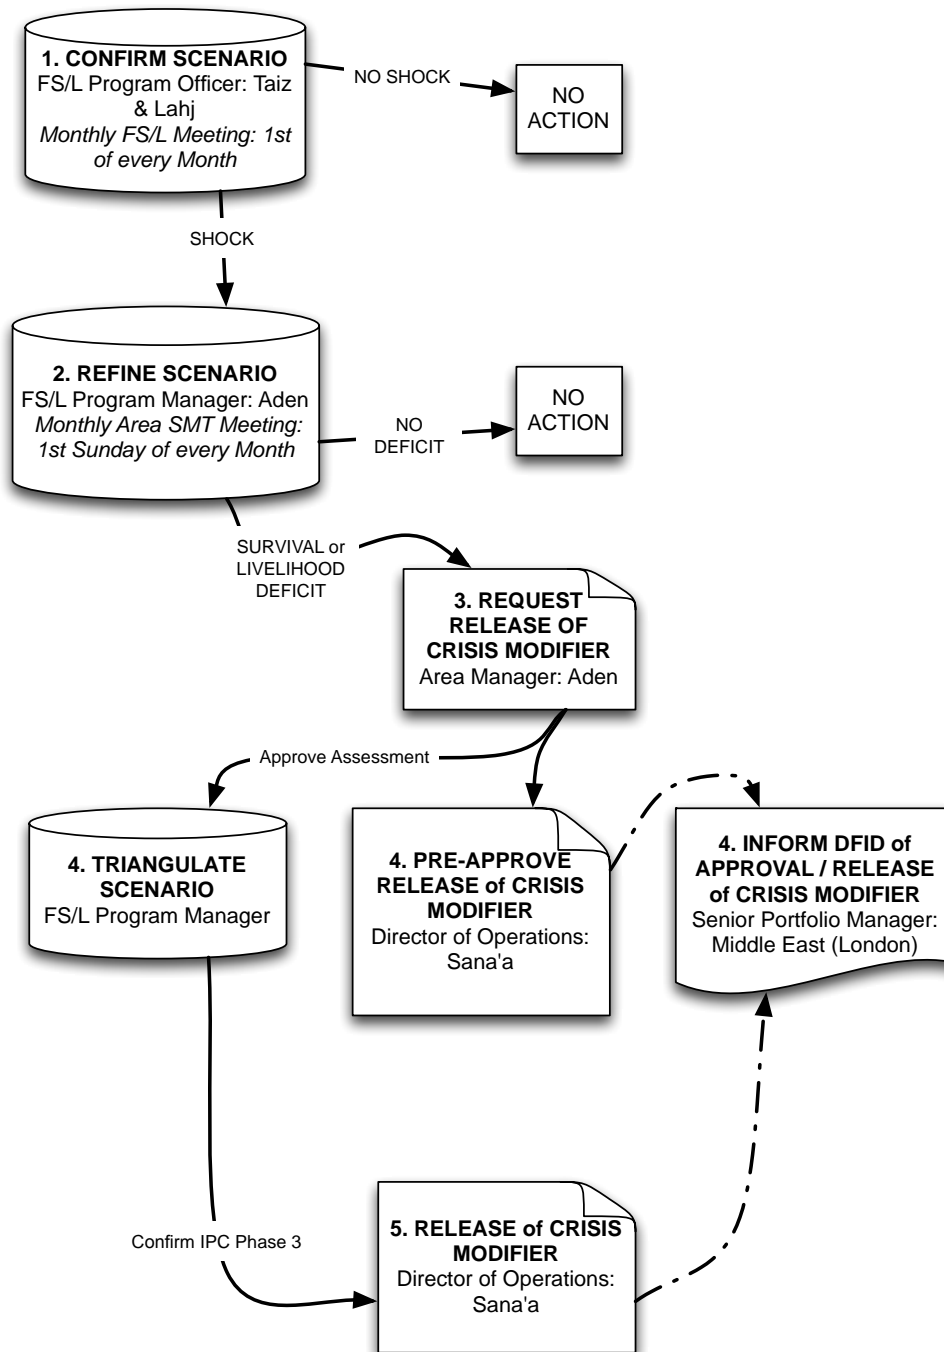 1. CONFIRM SCENARIO
FS/L Program Officer: Taiz
& Lahj
Monthly FS/L Meeting: 1st
of every Month
NO SHOCK
NO
ACTION
SHOCK
2. REFINE SCENARIO
FS/L Program Manager: Aden
Monthly Area SMT Meeting:
1st Sunday of every Month
NO
DEFICIT
NO
ACTION
SURVIVAL or
LIVELIHOOD
DEFICIT
3. REQUEST
RELEASE OF
CRISIS MODIFIER
Area Manager: Aden
Approve Assessment
4. TRIANGULATE
SCENARIO
FS/L Program Manager
4. PRE-APPROVE
RELEASE of CRISIS
MODIFIER
Director of Operations:
Sana'a
4. INFORM DFID of
APPROVAL / RELEASE
of CRISIS MODIFIER
Senior Portfolio Manager:
Middle East (London)
Confirm IPC Phase 3
5. RELEASE of CRISIS
MODIFIER
Director of Operations:
Sana'a